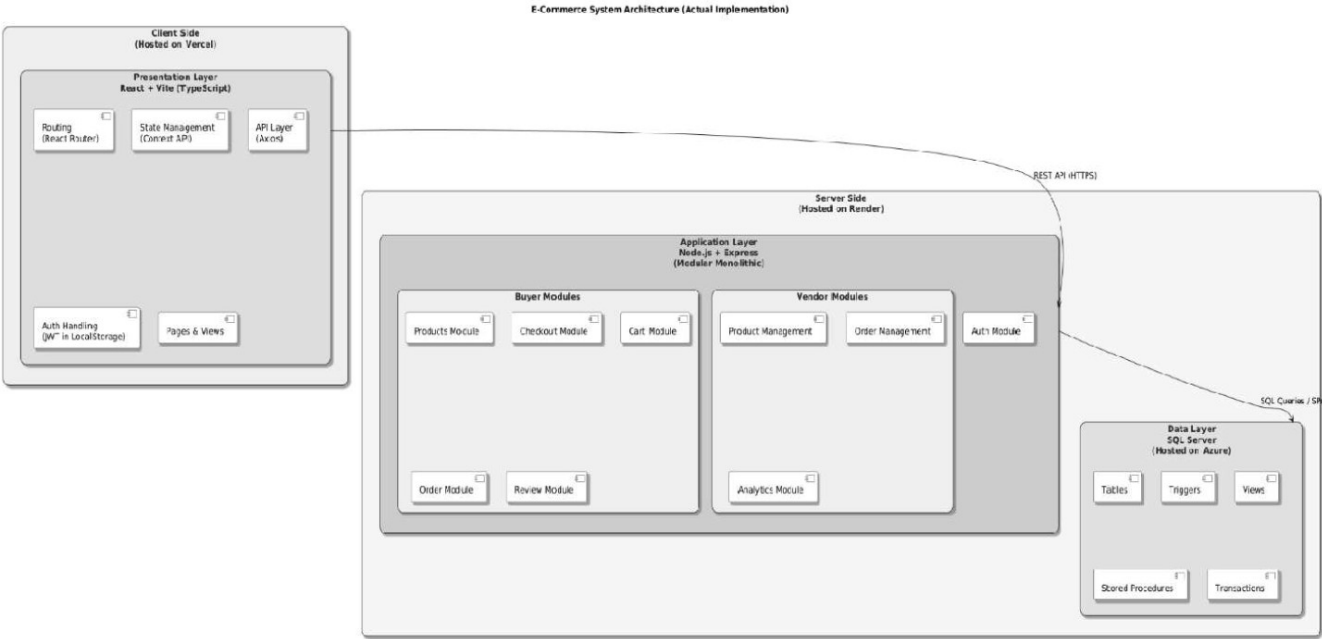 E-Commerce System Architecture (Actual Implementation)
Client Side
(Hosted on Vercel)
Presentation Layer
React + Vite (TypeScript)
Routing
(React Router)
State Management
(Context API)
API Layer
(Axios)
Auth Handling
(JWT in LocalStorage)
Pages & Views
REST API (HTTPS)
Server Side
(Hosted on Render)
Application Layer
Node.js + Express
(Moduler Monolithic)
Buyer Modules
Products Module
Checkout Module
Cart Module
Order Module
Review Module
Vendor Modules
Product Management
Order Management
Analytics Module
Auth Module
SQL Queries / SP
Data Layer
SQL Server
(Hosted on Azure)
Tables
Triggers
Views
Stored Procedures
Transactions